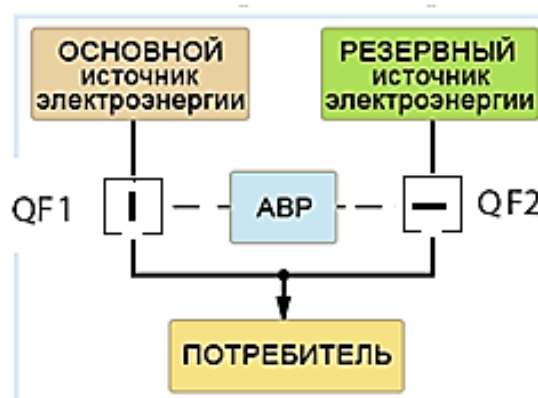 ОСНОВНОЙ
источник
электроэнергии
РЕЗЕРВНЫЙ
источник
электроэнергии
QF1
АВР
QF2
ПОТРЕБИТЕЛЬ